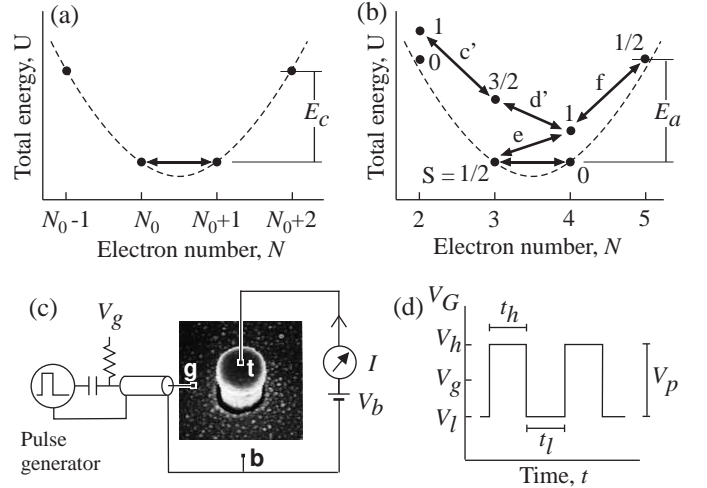 (a)
Total energy, U
E_c
N_0-1
N_0
N_0+1
N_0+2
Electron number, N
(b)
Total energy, U
1
0
c'
3/2
d'
1
e
f
1/2
E_a
S = 1/2
0
2
3
4
5
Electron number, N
(c)
V_g
g
t
b
I
V_b
Pulse
generator
(d)
V_G
t_h
V_h
V_g
V_l
V_p
t_l
Time, t